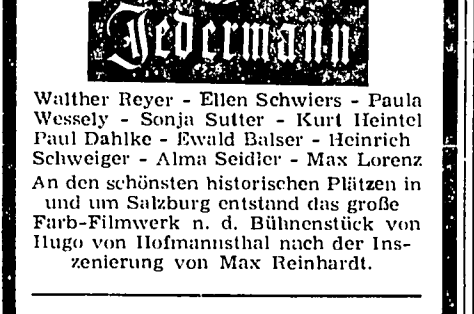 Jedermann
Walther Reyer - Ellen Schwiers - Paula
Wessely - Sonja Sutter - Kurt Heintel
Paul Dahlke - Ewald Balser - Heinrich
Schweiger - Alma Seidler - Max Lorenz
An den schönsten historischen Plätzen in
und um Salzburg entstand das große
Farb-Filmwerk n. d. Bühnenstück von
Hugo von Hofmannsthal nach der Ins-
zenierung von Max Reinhardt.